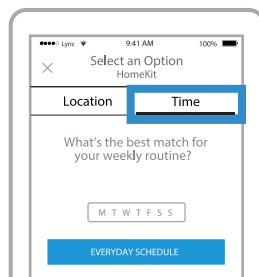 Lyric 9:41 AM 100%
Select an Option
HomeKit
Location Time
What's the best match for
your weekly routine?
M T W T F S S
EVERYDAY SCHEDULE